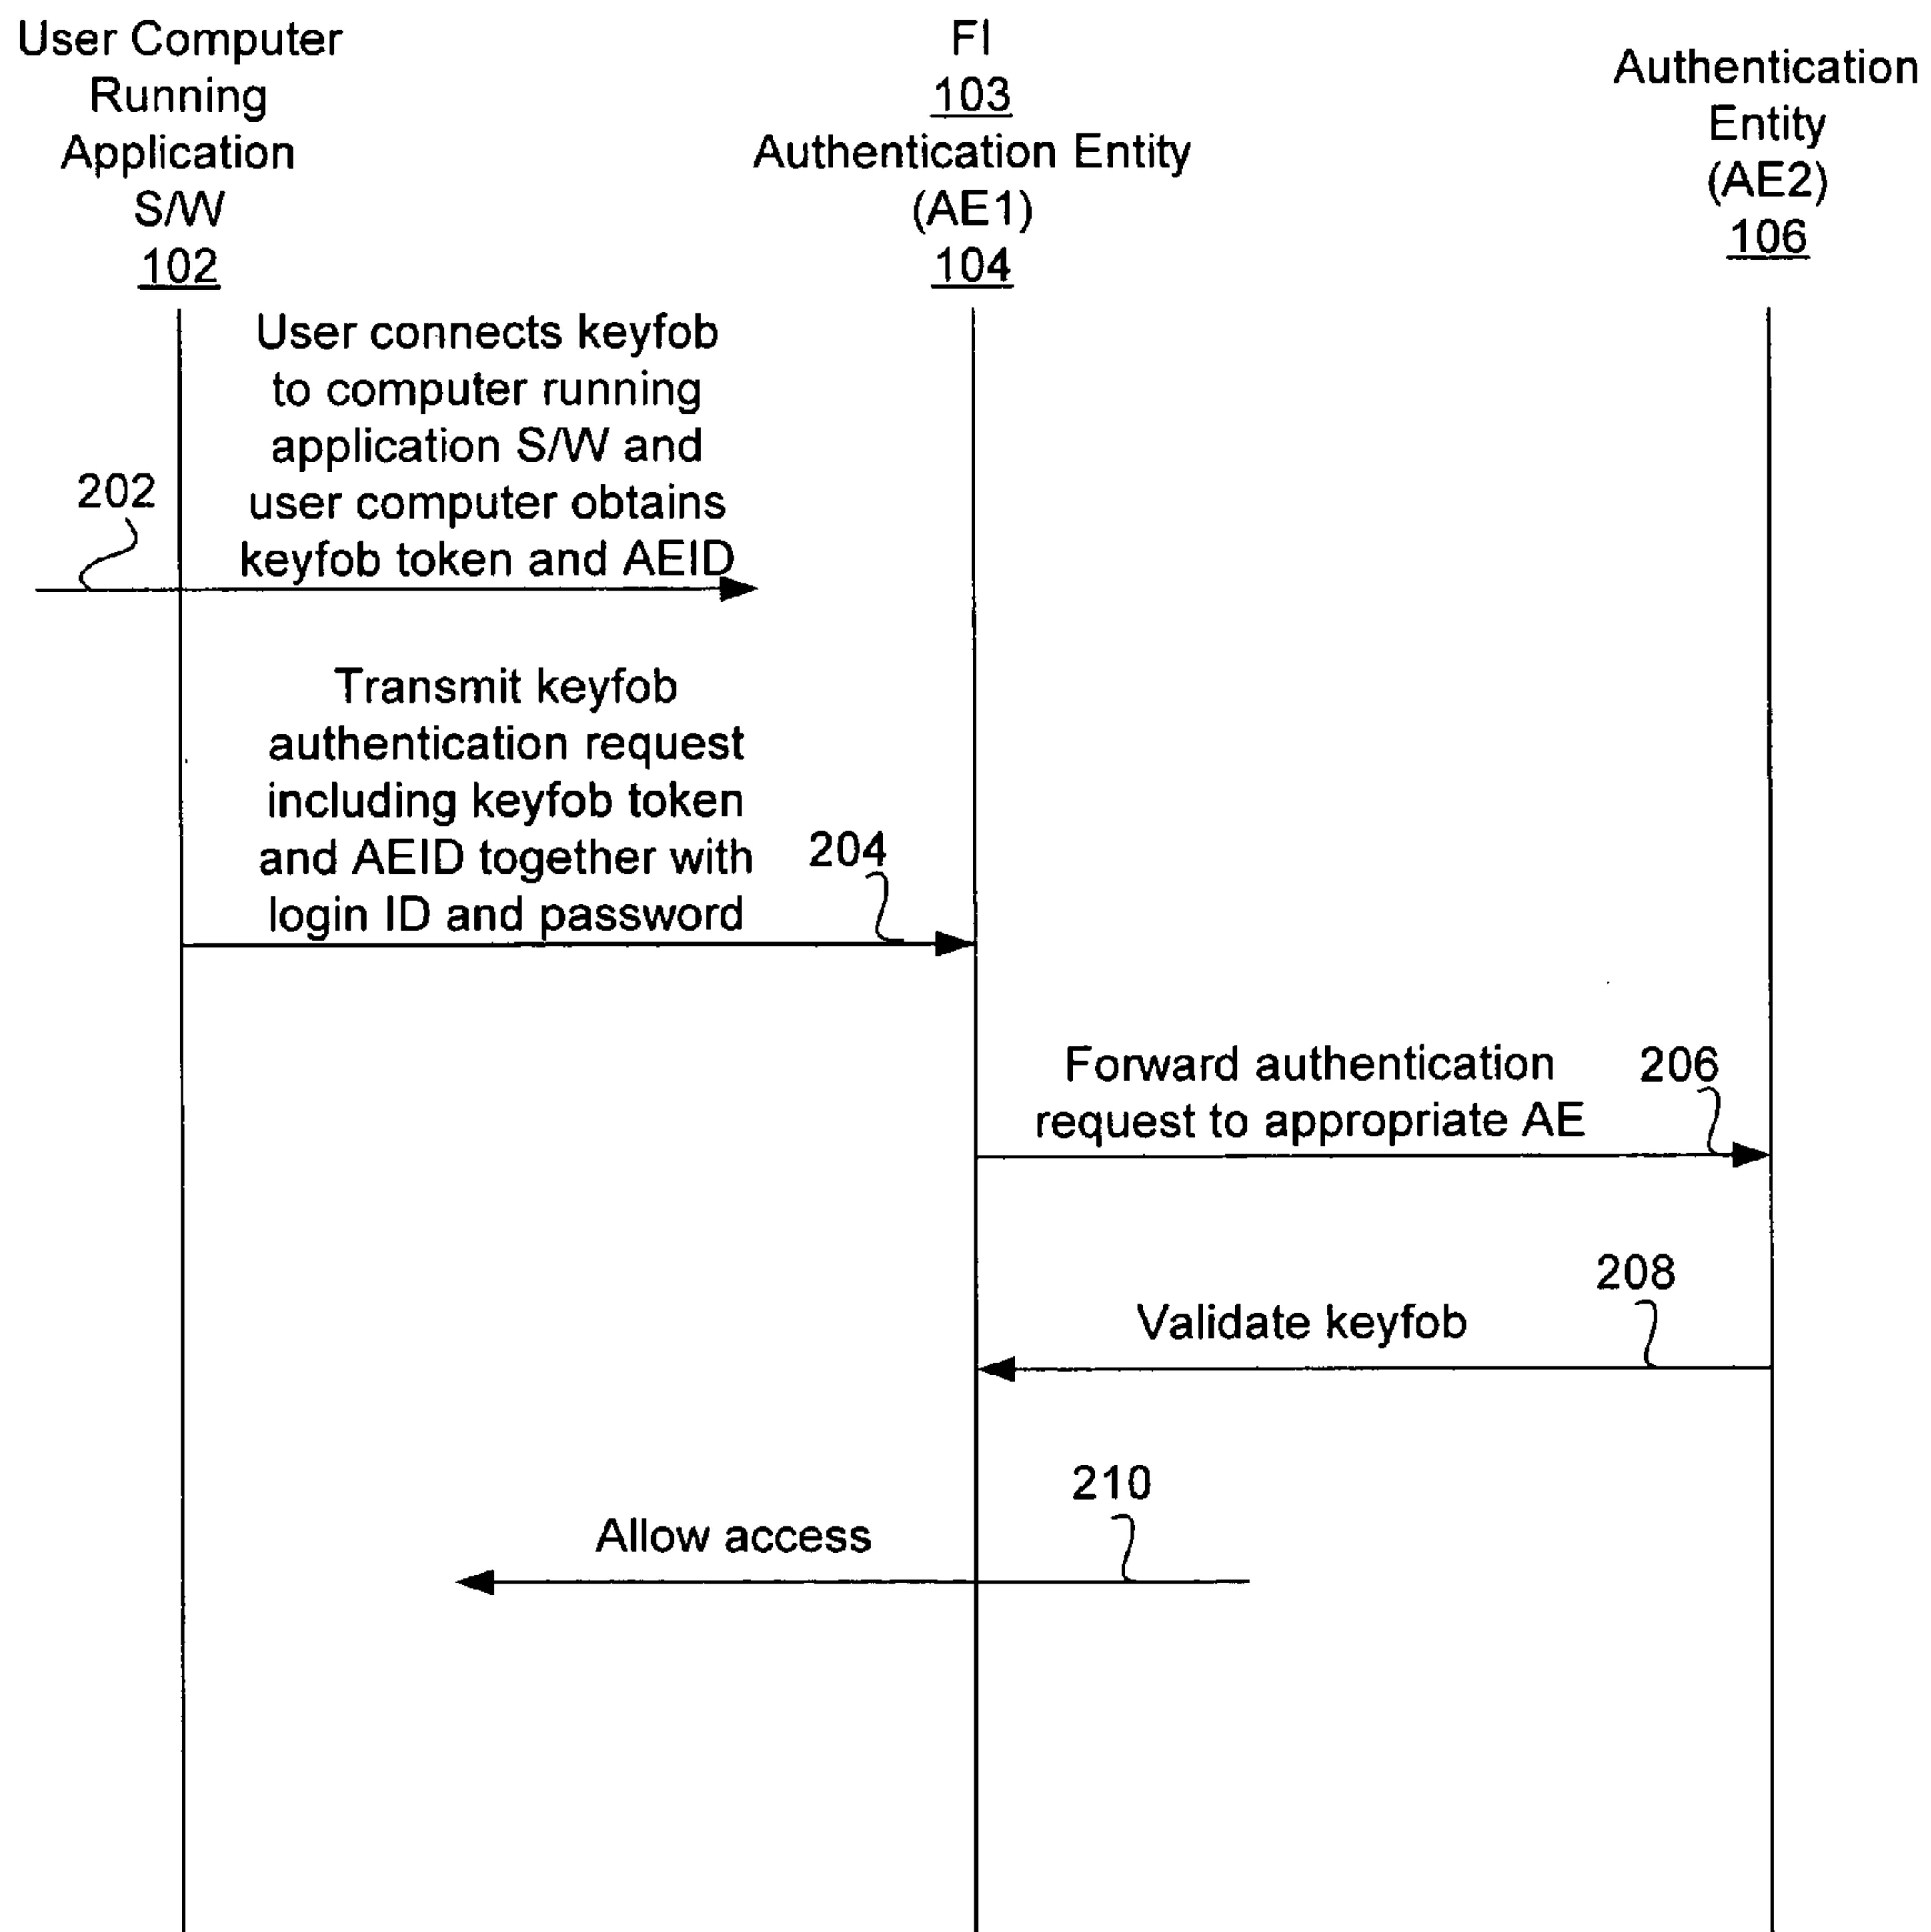 User Computer
Running
Application
S/W
102
FI
103
Authentication Entity
(AE1)
104
Authentication
Entity
(AE2)
106
User connects keyfob
to computer running
application S/W and
user computer obtains
keyfob token and AEID
202
Transmit keyfob
authentication request
including keyfob token
and AEID together with
login ID and password
204
Forward authentication
request to appropriate AE
206
208
Validate keyfob
210
Allow access